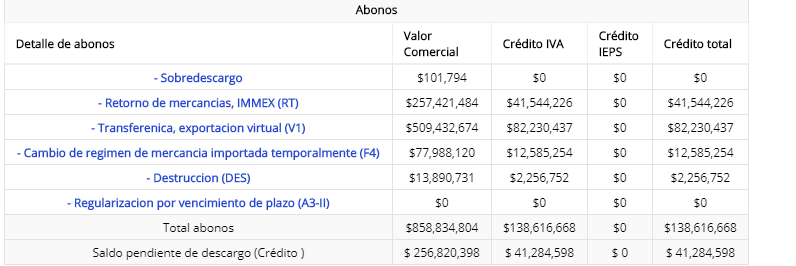 Abonos
Detalle de abonos Valor Comercial Crédito IVA Crédito IEPS Crédito total
- Sobredescargo $101,794 $0 $0 $0
- Retorno de mercancias, IMMEX (RT) $257,421,484 $41,544,226 $0 $41,544,226
- Transferenica, exportacion virtual (V1) $509,432,674 $82,230,437 $0 $82,230,437
- Cambio de regimen de mercancia importada temporalmente (F4) $77,988,120 $12,585,254 $0 $12,585,254
- Destruccion (DES) $13,890,731 $2,256,752 $0 $2,256,752
- Regularizacion por vencimiento de plazo (A3-II) $0 $0 $0 $0
Total abonos $858,834,804 $138,616,668 $0 $138,616,668
Saldo pendiente de descargo (Crédito ) $ 256,820,398 $ 41,284,598 $ 0 $ 41,284,598